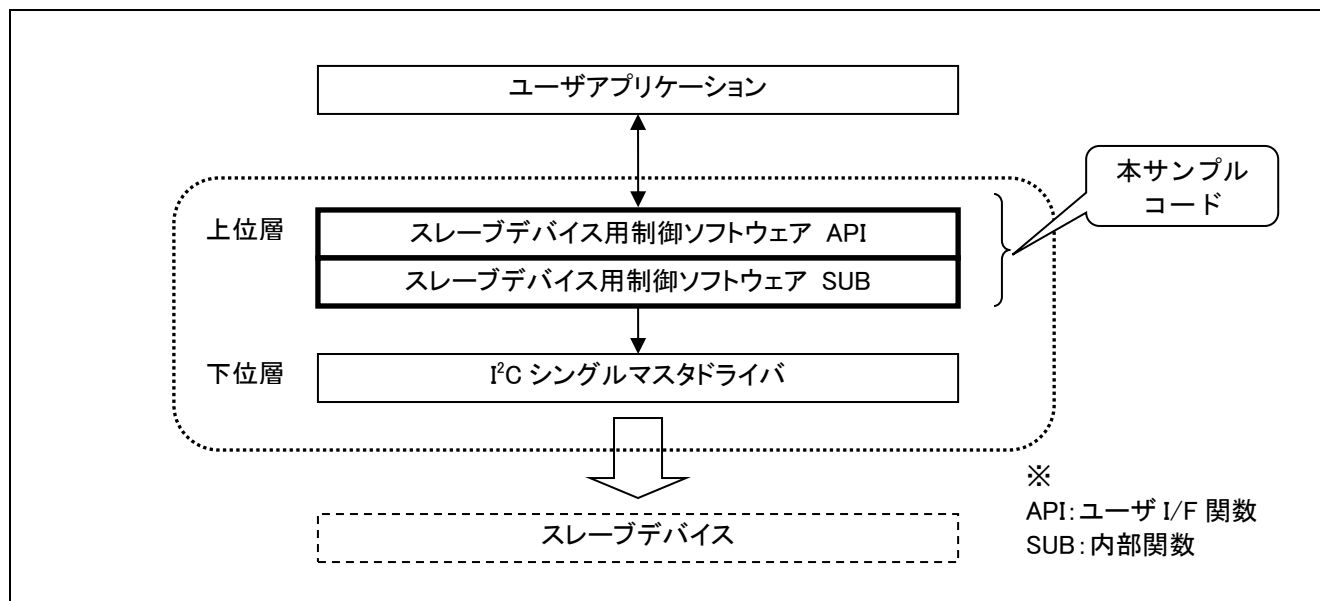 ユーザアプリケーション
本サンプル
コード
上位層
スレーブデバイス用制御ソフトウェア API
スレーブデバイス用制御ソフトウェア SUB
下位層
I²C シングルマスタドライバ
スレーブデバイス
※
API:ユーザ I/F 関数
SUB:内部関数